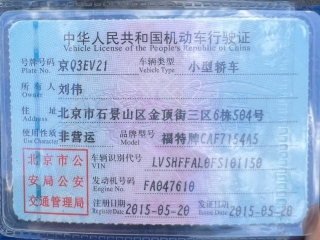 中华人民共和国机动车行驶证
Vehicle License of the People's Republic of China
号牌号码 京Q3EV21 车辆类型 小型轿车
Plate No. Vehicle Type
所有人 刘伟
Owner
住址 北京市石景山区金顶街三区6栋504号
Address
使用性质 非营运 品牌型号 福特牌CAF7154A5
Use Character Model
北京市公安局公安交通管理局
车辆识别代号 LVSHFFAL0FS101150
VIN
发动机号码 FA047610
Engine No.
注册日期 2015-05-20 发证日期 2015-05-20
Register Date Issue Date